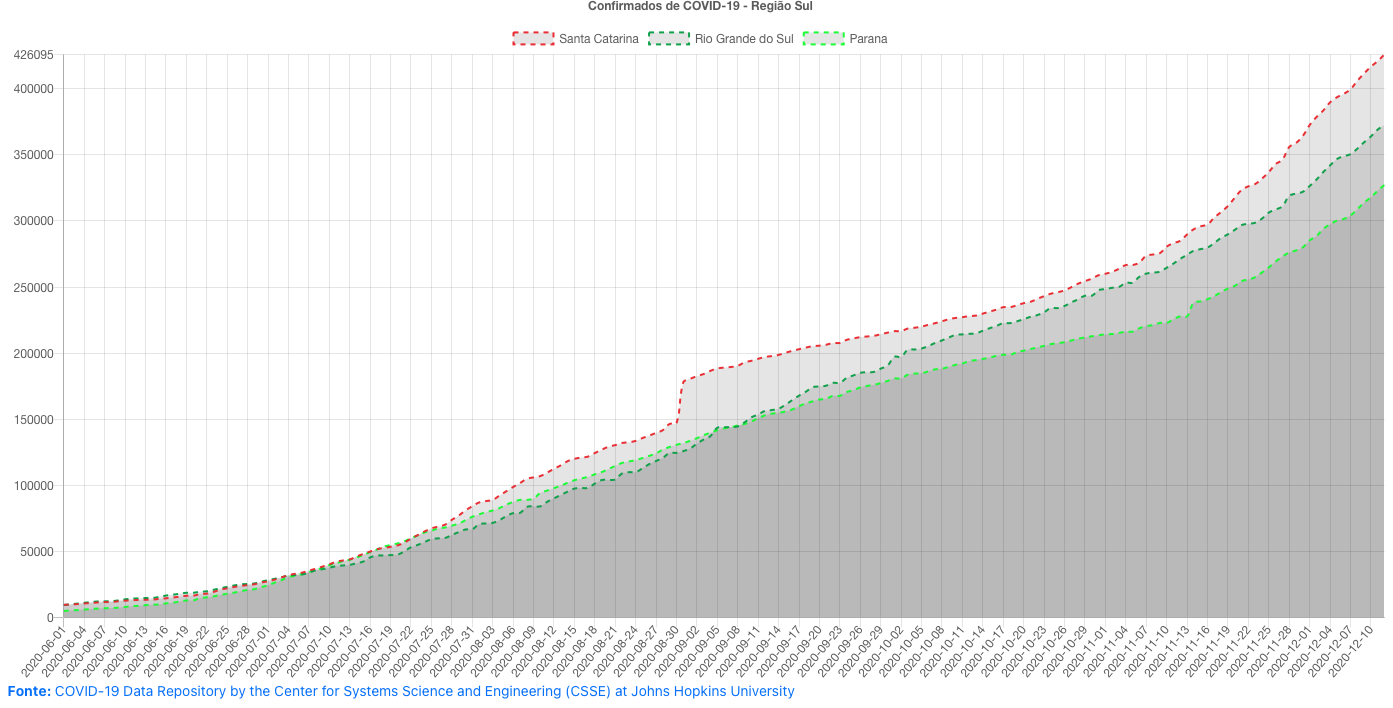 Confirmados de COVID-19 - Região Sul
Santa Catarina Rio Grande do Sul Parana
426095
400000
350000
300000
250000
200000
150000
100000
50000
0
2020-06-01 2020-06-04 2020-06-07 2020-06-10 2020-06-13 2020-06-16 2020-06-19 2020-06-22 2020-06-25 2020-06-28 2020-07-01 2020-07-04 2020-07-07 2020-07-10 2020-07-13 2020-07-16 2020-07-19 2020-07-22 2020-07-25 2020-07-28 2020-07-31 2020-08-03 2020-08-06 2020-08-09 2020-08-12 2020-08-15 2020-08-18 2020-08-21 2020-08-24 2020-08-27 2020-08-30 2020-09-02 2020-09-05 2020-09-08 2020-09-11 2020-09-14 2020-09-17 2020-09-20 2020-09-23 2020-09-26 2020-09-29 2020-10-02 2020-10-05 2020-10-08 2020-10-11 2020-10-14 2020-10-17 2020-10-20 2020-10-23 2020-10-26 2020-10-29 2020-11-01 2020-11-04 2020-11-07 2020-11-10 2020-11-13 2020-11-16 2020-11-19 2020-11-22 2020-11-25 2020-11-28 2020-12-01 2020-12-04 2020-12-07 2020-12-10
Fonte: COVID-19 Data Repository by the Center for Systems Science and Engineering (CSSE) at Johns Hopkins University